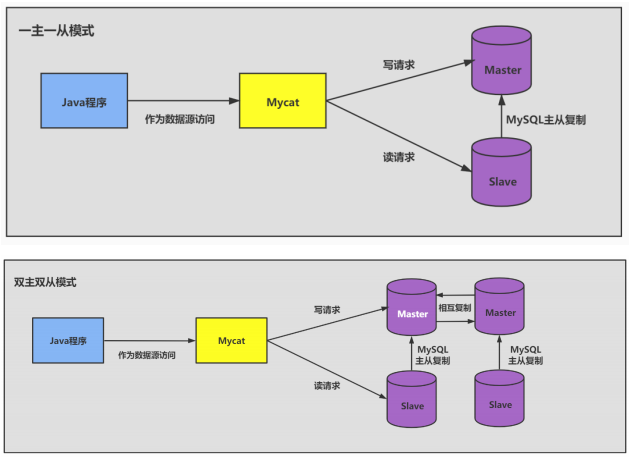 一主一从模式
Java程序
作为数据源访问
Mycat
写请求
读请求
Master
MySQL主从复制
Slave
双主双从模式
Java程序
作为数据源访问
Mycat
写请求
读请求
Master
相互复制
Master
MySQL
主从复制
MySQL
主从复制
Slave
Slave